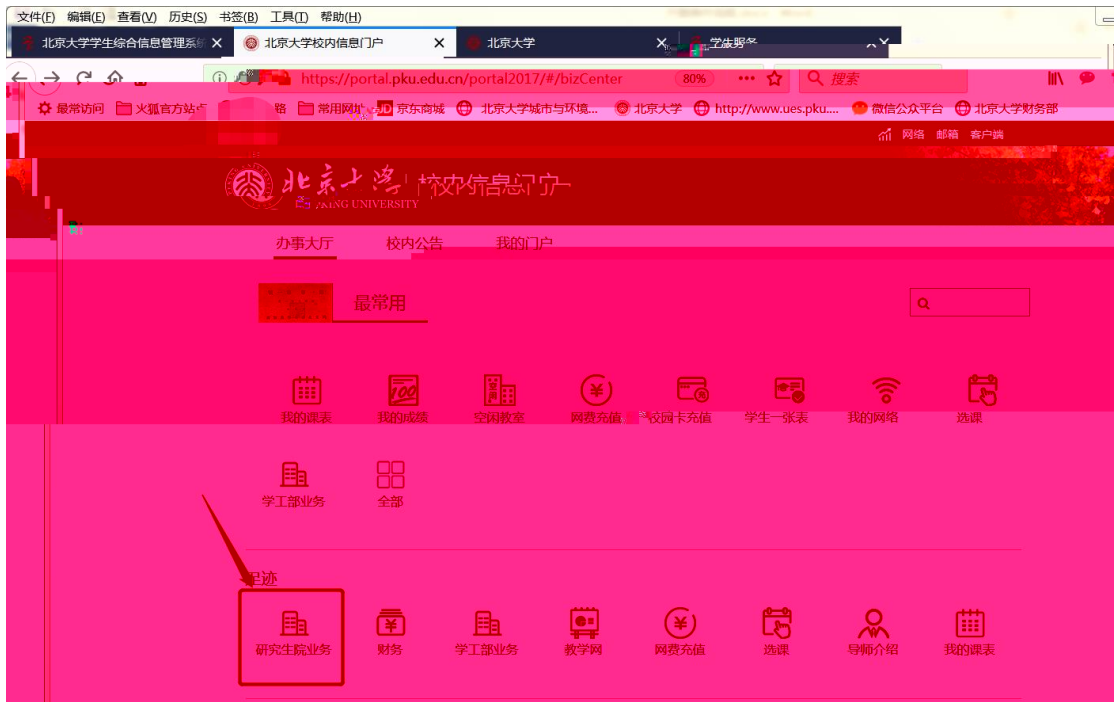 文件(F) 编辑(E) 查看(V) 历史(S) 书签(B) 工具(T) 帮助(H)
北京大学学生综合信息管理系统 北京大学校内信息门户 北京大学
https://portal.pku.edu.cn/portal2017/#/bizCenter 80% 搜索
最常访问 火狐官方站点 常用网址 JD 京东商城 北京大学城市与环境... 北京大学 http://www.ues.pku.... 微信公众平台 北京大学财务部
网络 邮箱 客户端
北京大学 校内信息门户
UNIVERSITY
办事大厅 校内公告 我的门户
最常用
我的课表 我的成绩 空闲教室 网费充值 校园卡充值 学生一张表 我的网络 选课
学工部业务 全部
足迹
研究生院业务 财务 学工部业务 教学网 网费充值 选课 导师介绍 我的课表